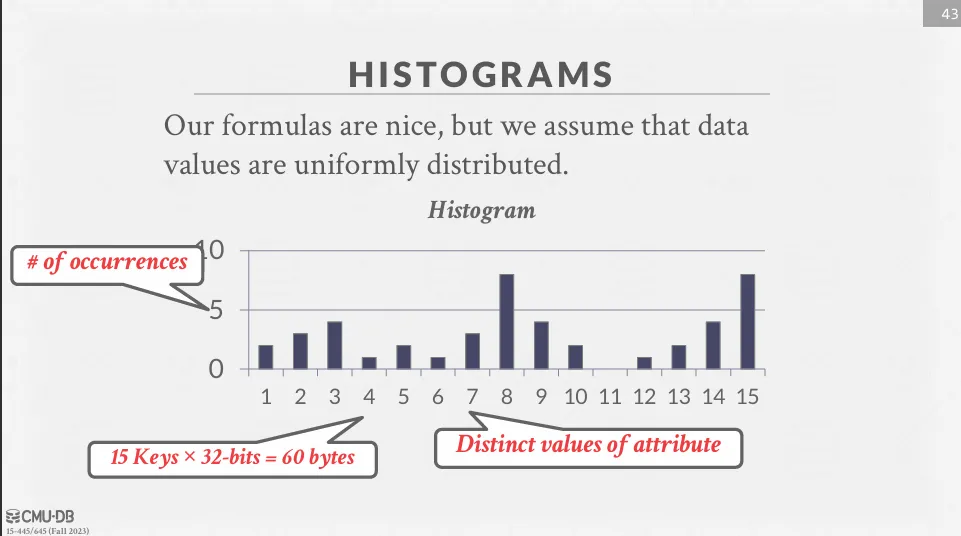 43
HISTOGRAMS
Our formulas are nice, but we assume that data
values are uniformly distributed.
Histogram
10
# of occurrences
5
0
1 2 3 4 5 6 7 8 9 10 11 12 13 14 15
15 Keys × 32-bits = 60 bytes
Distinct values of attribute
CMU·DB
15-445/645 (Fall 2023)